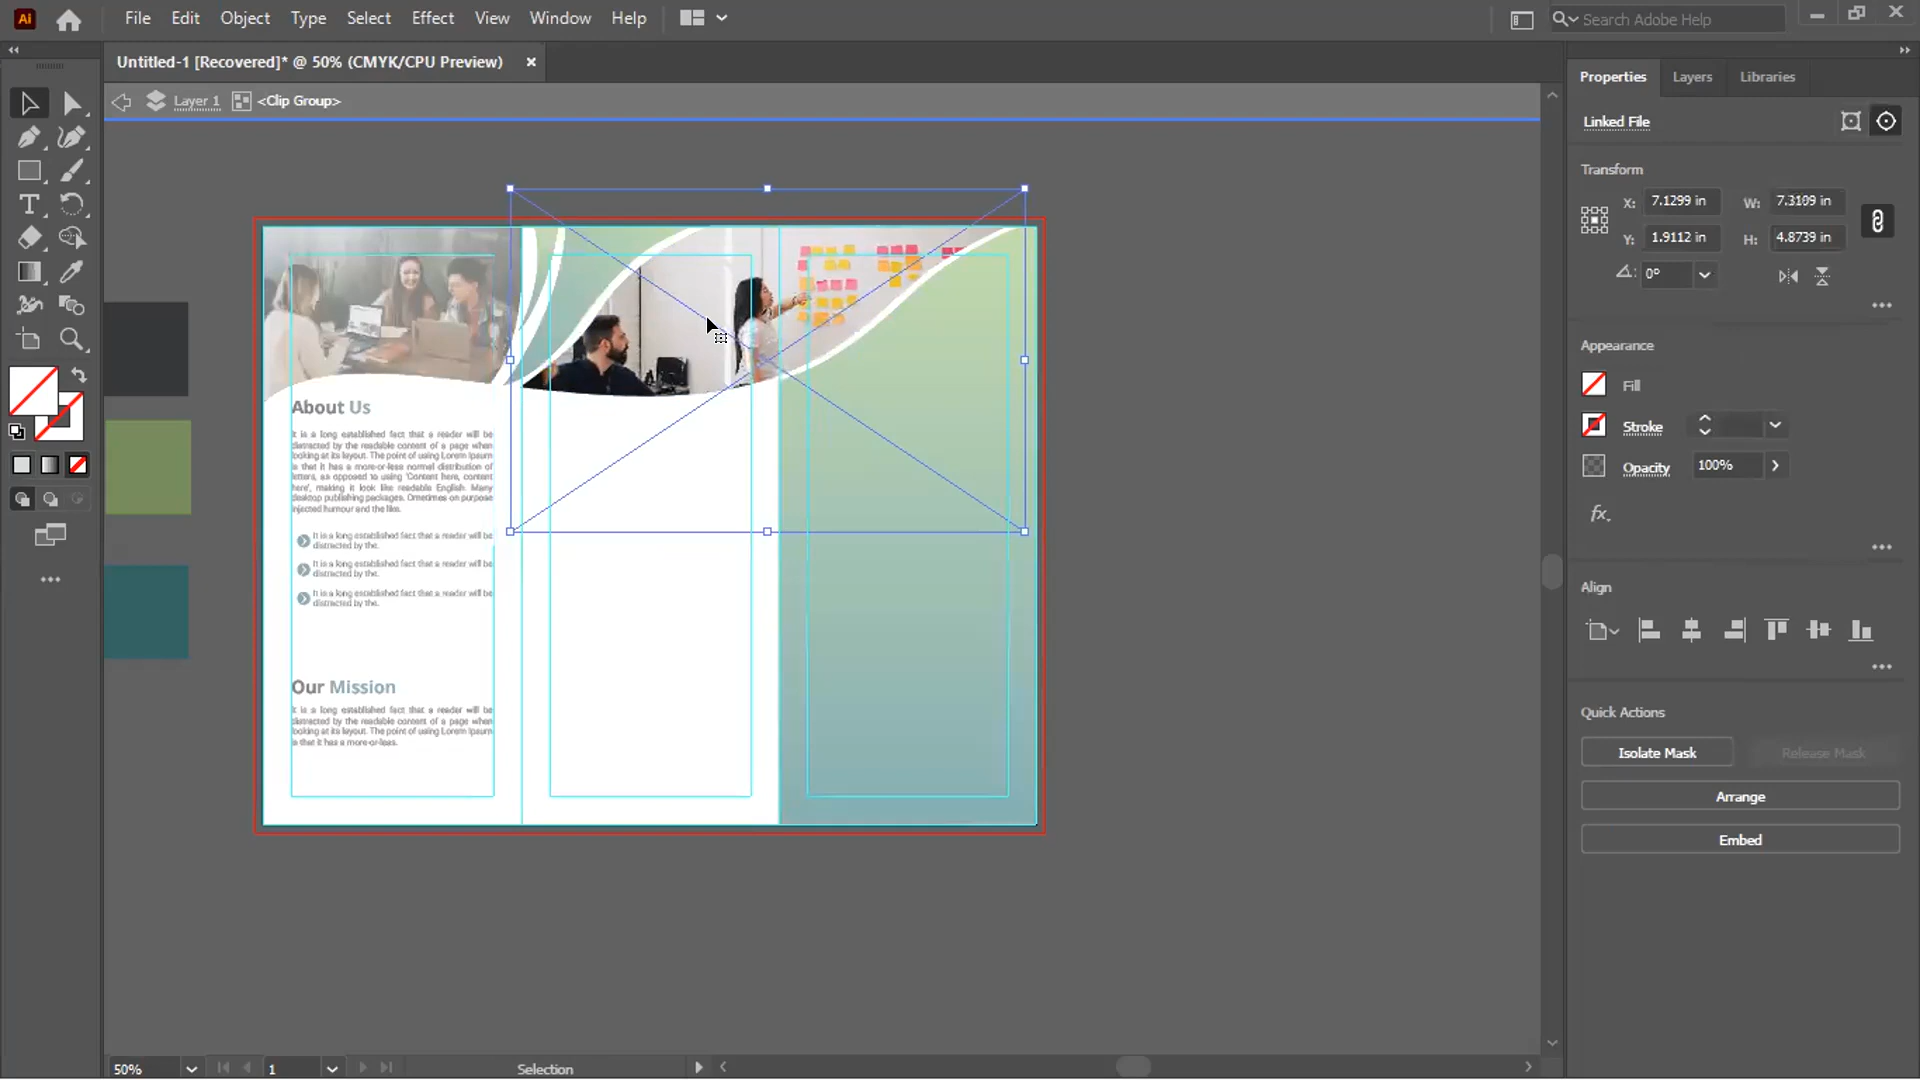 Ai
File Edit Object Type Select Effect View Window Help
Search Adobe Help
Untitled-1 [Recovered]* @ 50% (CMYK/CPU Preview) ×
Layer 1 <Clip Group>
Properties Layers Libraries
Linked File
Transform
X: 7.1299 in W: 7.3109 in
Y: 1.9112 in H: 4.8739 in
0°
Appearance
Fill
Stroke
Opacity 100%
fx.
Align
Quick Actions
Isolate Mask Release Mask
Arrange
Embed
About Us
It is a long established fact that a reader will be
distracted by the readable content of a page when
looking at its layout. The point of using Lorem Ipsum
is that it has a more-or-less normal distribution of
letters, as opposed to using 'Content here, content
here', making it look like readable English. Many
desktop publishing packages. Ometimes on purpose
injected humour and the like.
It is a long established fact that a reader will be
distracted by the.
It is a long established fact that a reader will be
distracted by the.
It is a long established fact that a reader will be
distracted by the.
Our Mission
It is a long established fact that a reader will be
distracted by the readable content of a page when
looking at its layout. The point of using Lorem Ipsum
is that it has a more-or-less.
50% 1 Selection